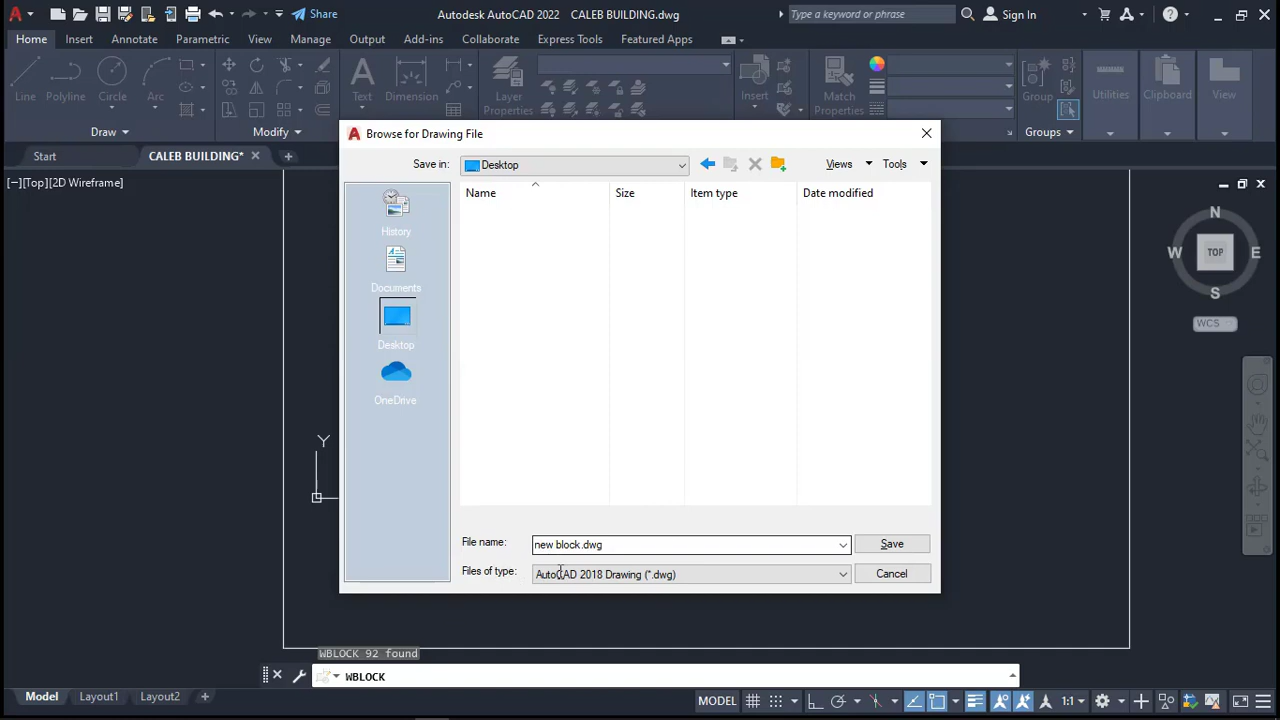 A Share Autodesk AutoCAD 2022 CALEB BUILDING.dwg Type a keyword or phrase Sign In
Home Insert Annotate Parametric View Manage Output Add-ins Collaborate Express Tools Featured Apps
Line Polyline Circle Arc Text Dimension Layer Properties Insert Match Properties Group Utilities Clipboard View
Draw Modify Groups
Start CALEB BUILDING*
[−][Top][2D Wireframe]
A Browse for Drawing File
Save in: Desktop Views Tools
Name Size Item type Date modified
History
Documents
Desktop
OneDrive
N
W TOP E
S
WCS
Y
File name: new block.dwg Save
Files of type: AutoCAD 2018 Drawing (*.dwg) Cancel
WBLOCK 92 found
WBLOCK
Model Layout1 Layout2 + MODEL 1:1